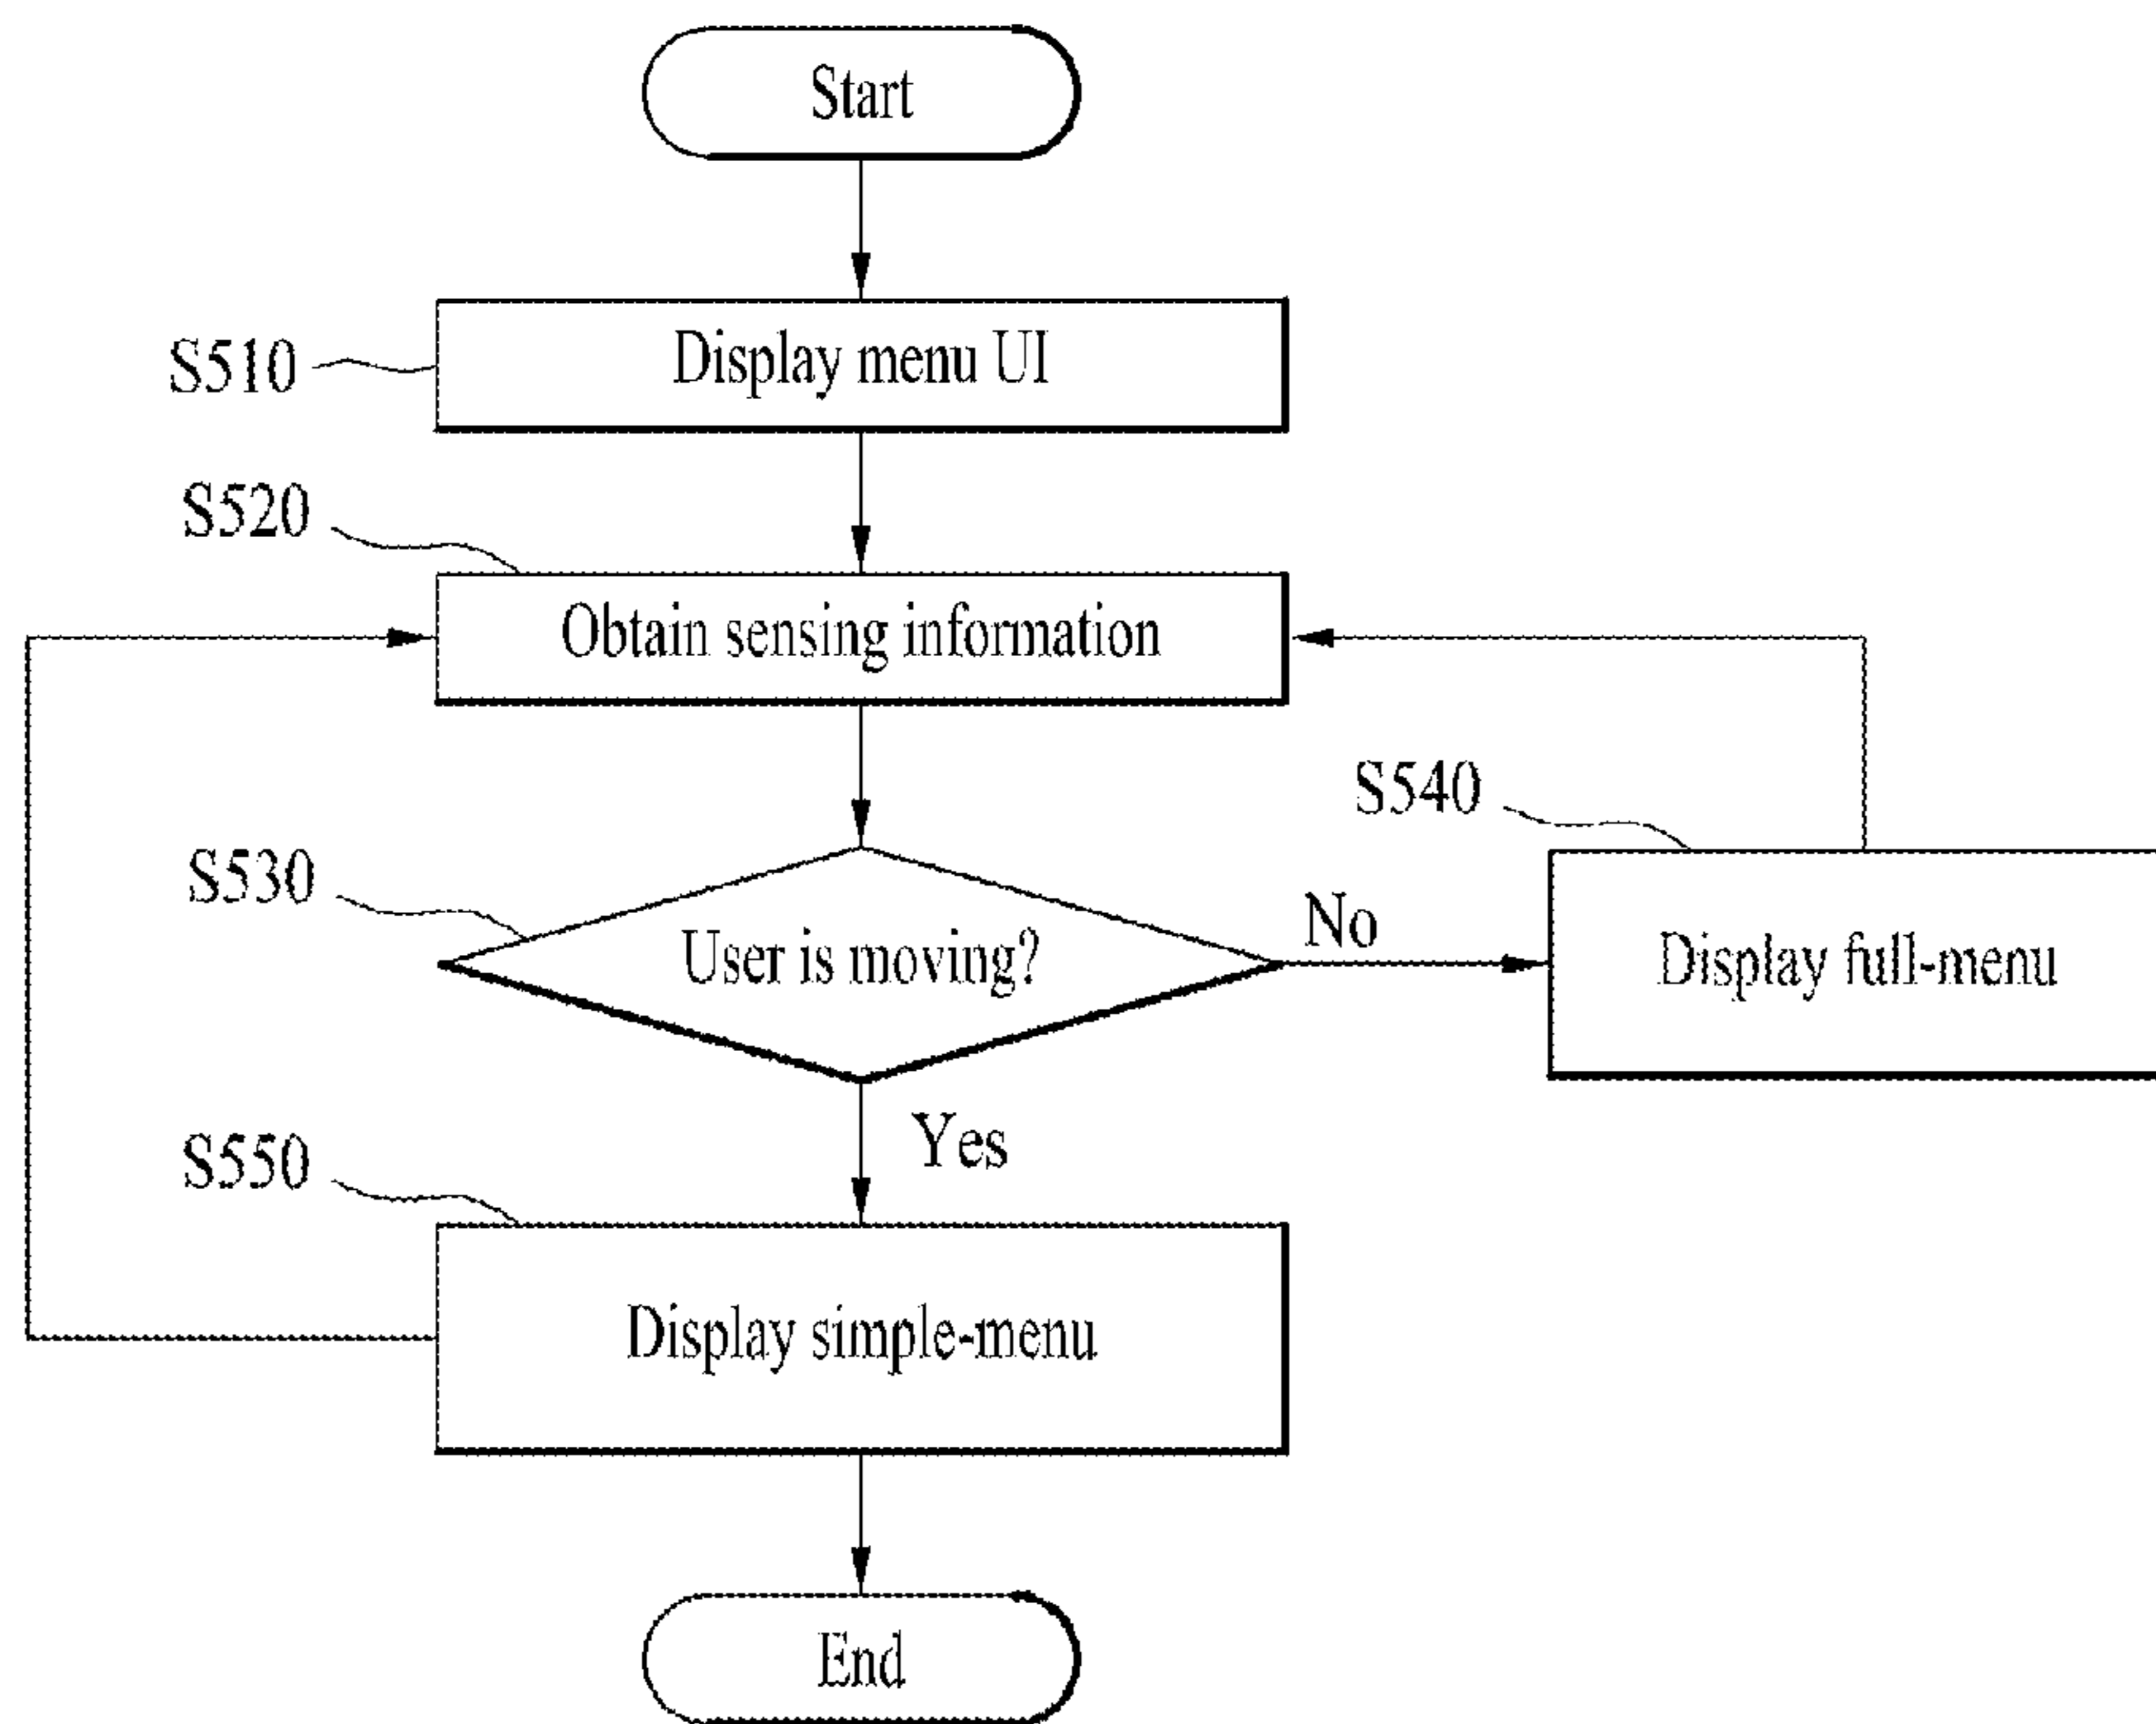 Start
S510
Display menu UI
S520
Obtain sensing information
S540
S530
User is moving?
No
Display full-menu
Yes
S550
Display simple-menu
End